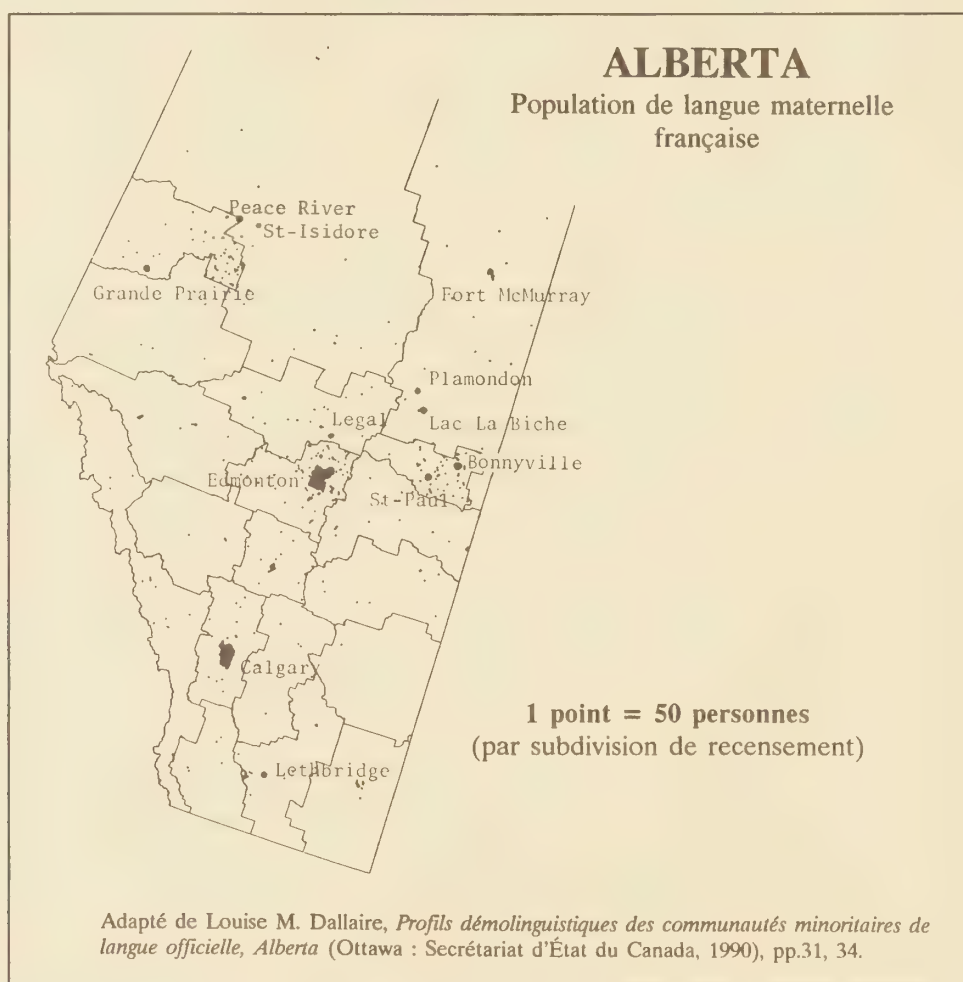 ALBERTA
Population de langue maternelle
française
Peace River
St-Isidore
Grande Prairie
Fort McMurray
Plamondon
Legal
Lac La Biche
Bonnyville
Edmonton
St-Paul
Calgary
1 point = 50 personnes
(par subdivision de recensement)
Lethbridge
Adapté de Louise M. Dallaire, Profils démolinguistiques des communautés minoritaires de
langue officielle, Alberta (Ottawa : Secrétariat d'État du Canada, 1990), pp.31, 34.